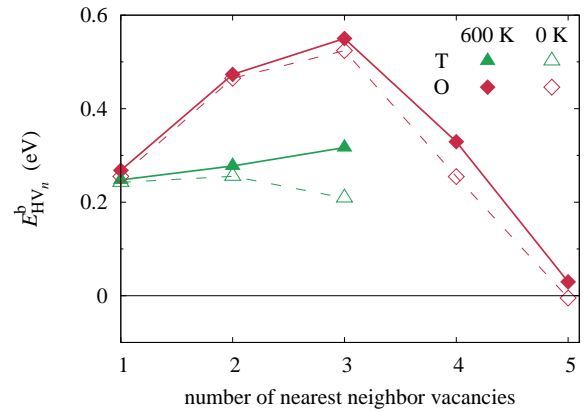 0.6
600 K 0 K
T
O
0.4
E^b_HV_n (eV)
0.2
0
1 2 3 4 5
number of nearest neighbor vacancies